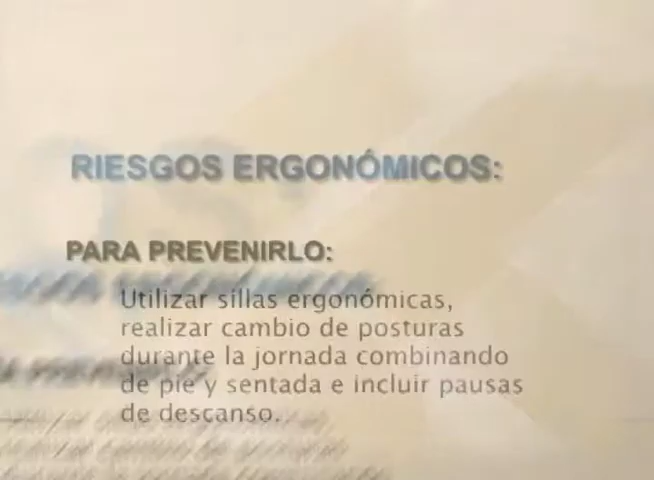 RIESGOS ERGONÓMICOS:
PARA PREVENIRLO:
Utilizar síllas ergonómicas,
realizar cambio de posturas
durante la jornada combinando
de pie y sentada e incluir pausas
de descanso.